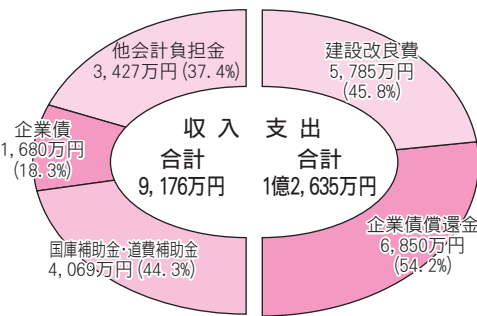 他会計負担金
3,427万円(37.4%)
企業債
1,680万円
(18.3%)
国庫補助金・道費補助金
4,069万円(44.3%)
収入
合計
9,176万円
支出
合計
1億2,635万円
建設改良費
5,785万円
(45.8%)
企業債償還金
6,850万円
(54.2%)